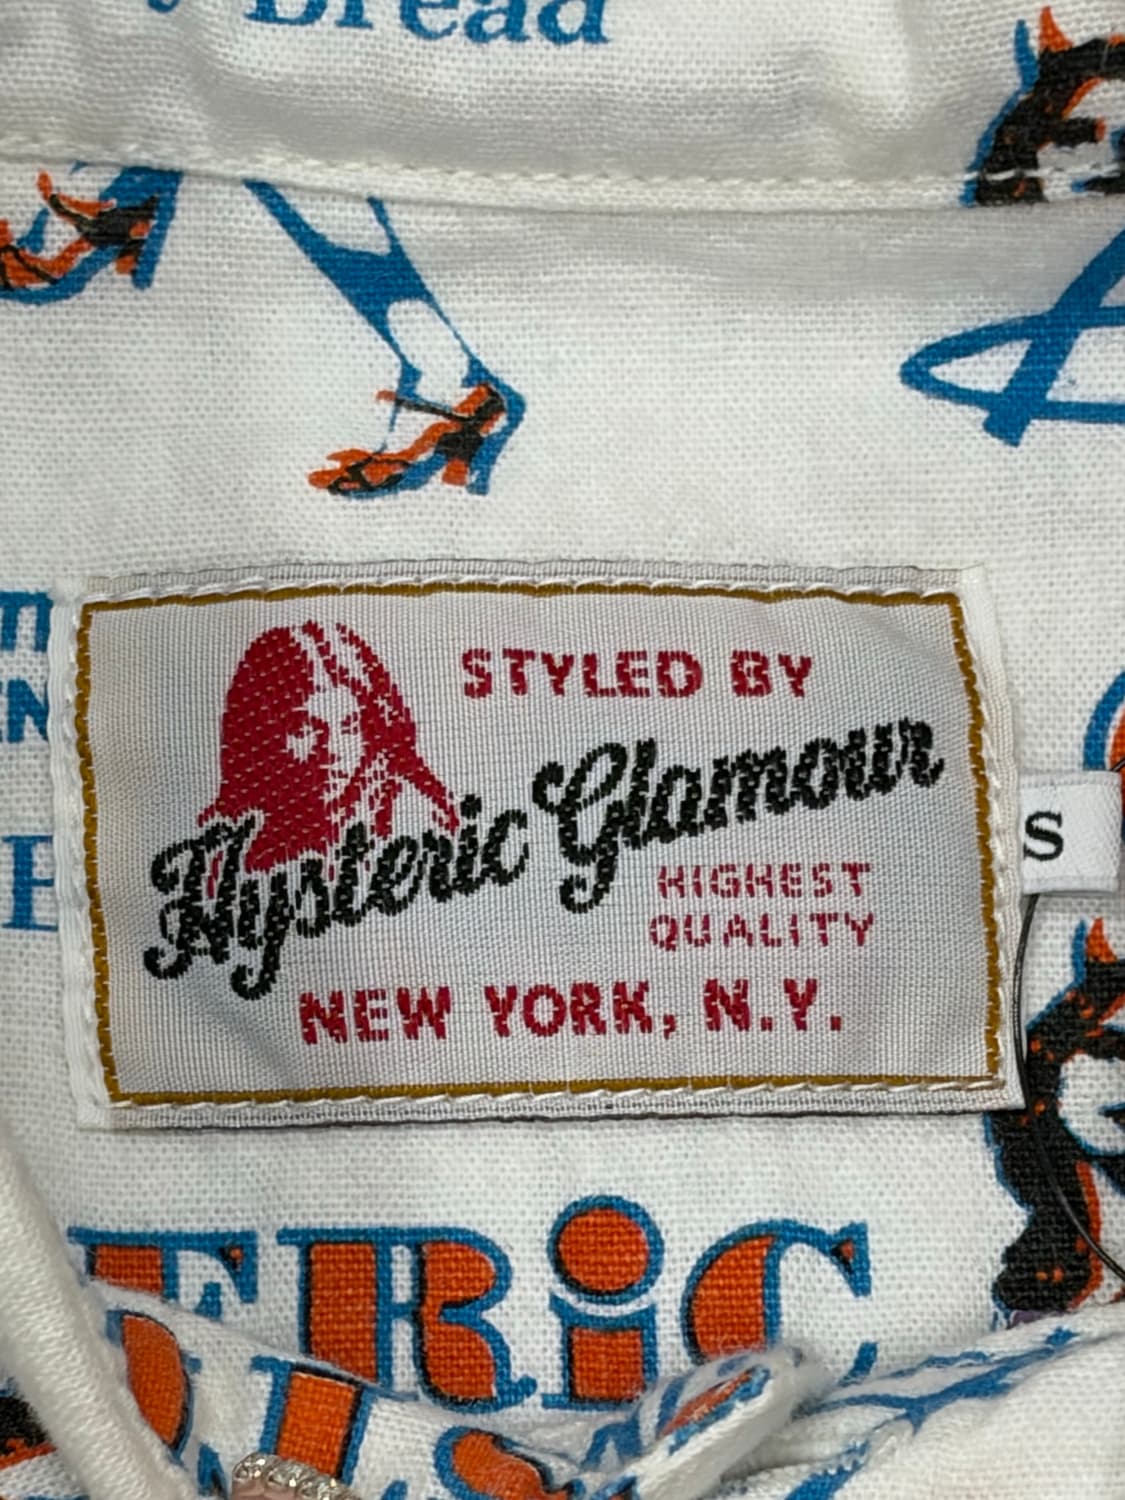 Bread
STYLED BY
Hysteric Glamour
HIGHEST
QUALITY
NEW YORK, N.Y.
S
ERiC